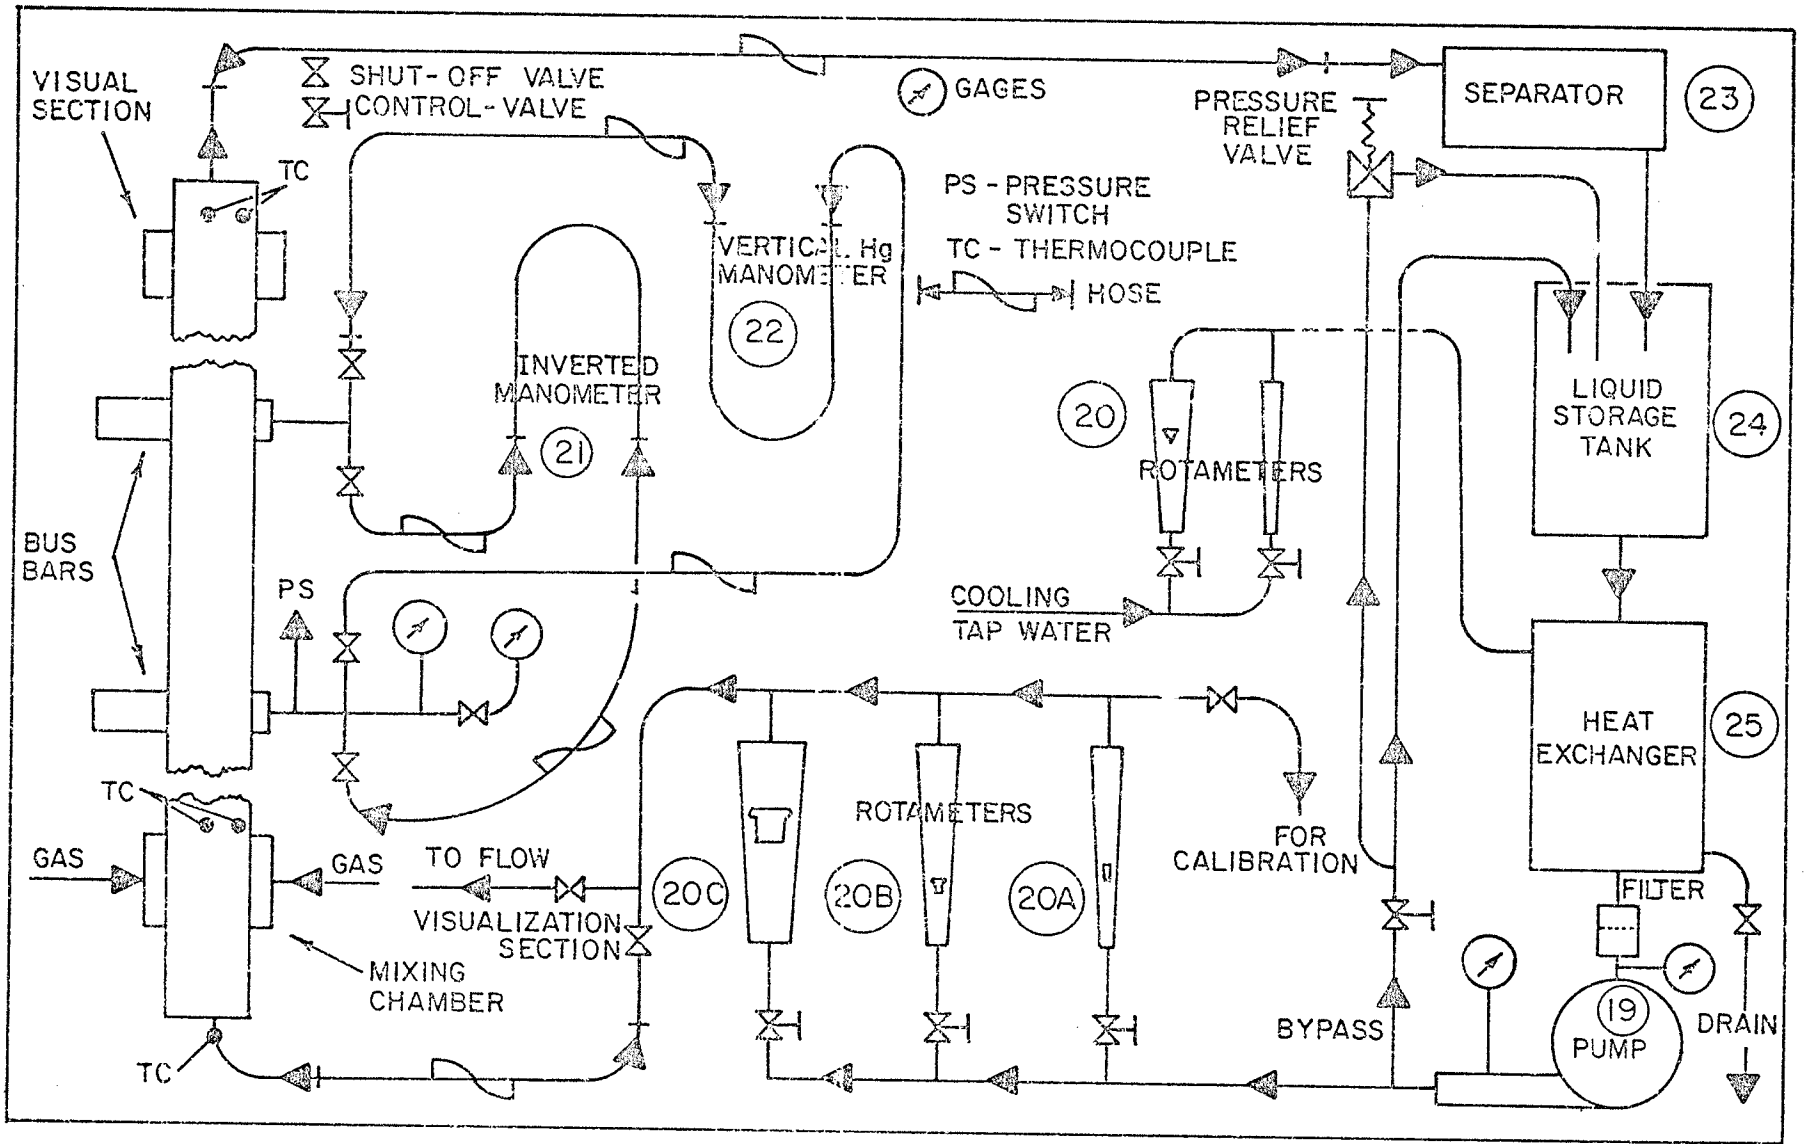 VISUAL
SECTION
SHUT-OFF VALVE
CONTROL-VALVE
GAGES
PRESSURE
RELIEF
VALVE
SEPARATOR
23
TC
PS - PRESSURE
SWITCH
TC - THERMOCOUPLE
HOSE
VERTICAL Hg
MANOMETER
22
INVERTED
MANOMETER
21
20
ROTAMETERS
LIQUID
STORAGE
TANK
24
BUS
BARS
PS
COOLING
TAP WATER
HEAT
EXCHANGER
25
TC
ROTAMETERS
FOR
CALIBRATION
GAS
GAS
TO FLOW
VISUALIZATION
SECTION
20C
20B
20A
FILTER
MIXING
CHAMBER
BYPASS
19
PUMP
DRAIN
TC